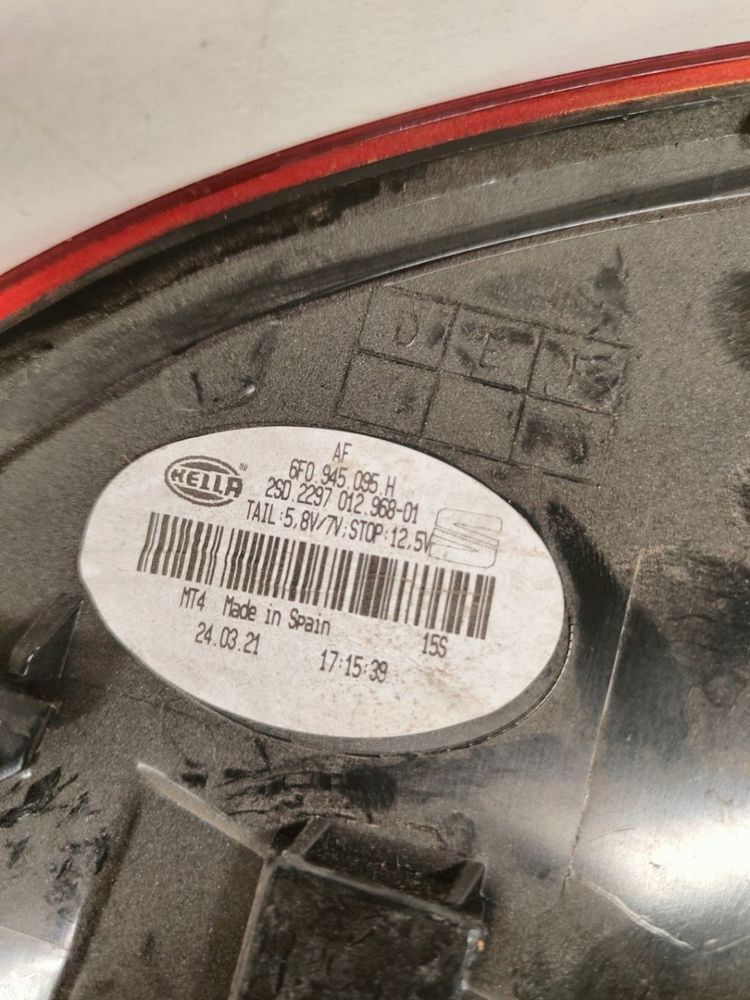 D E
AF
6F0.945.095.H
HELLA ®
2SD.2297 012.968-01
TAIL:5,8V/7V;STOP:12,5V
MT4 Made in Spain
15S
24.03.21
17:15:39